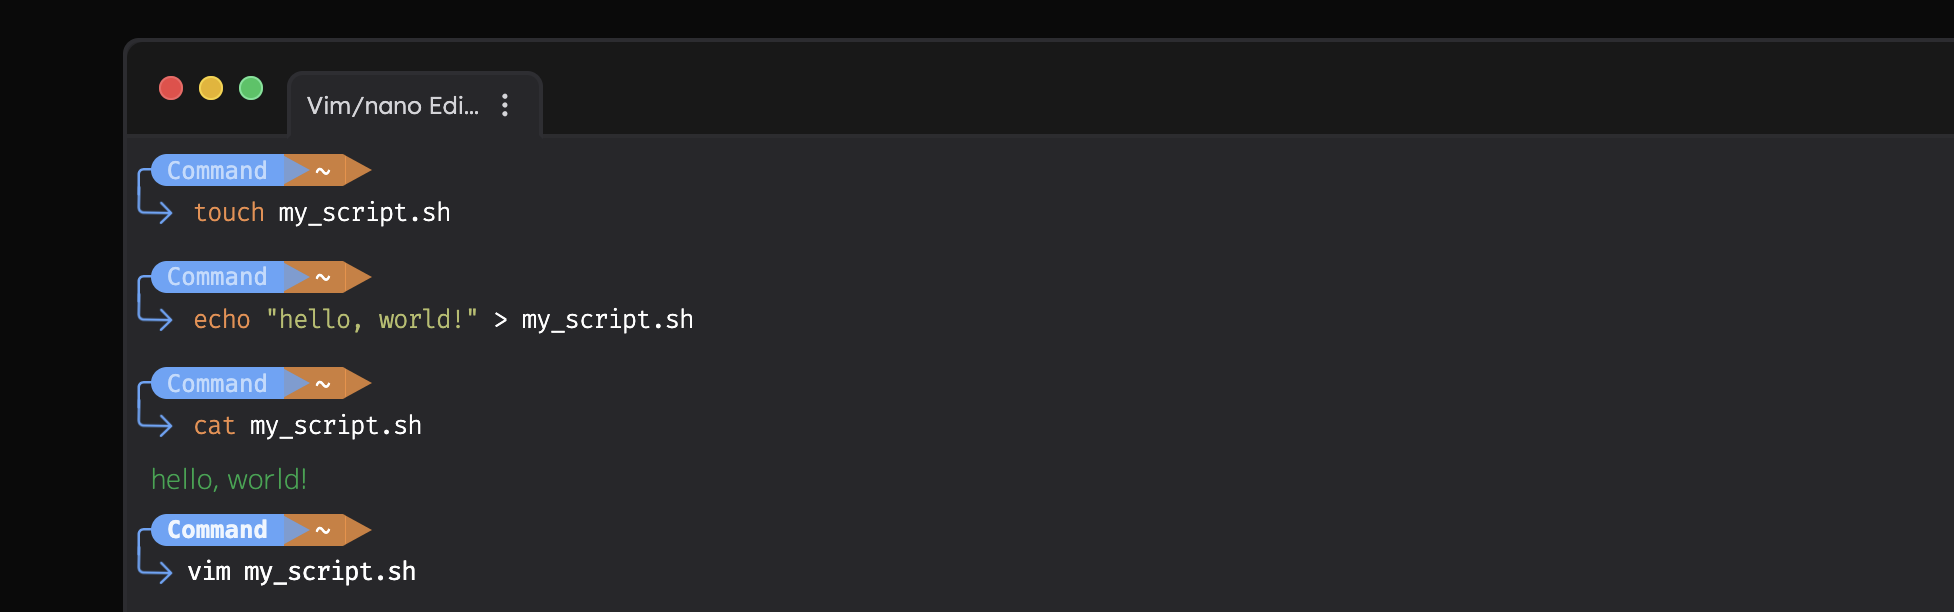 Vim/nano Edi...
Command ~
touch my_script.sh
Command ~
echo "hello, world!" > my_script.sh
Command ~
cat my_script.sh
hello, world!
Command ~
vim my_script.sh